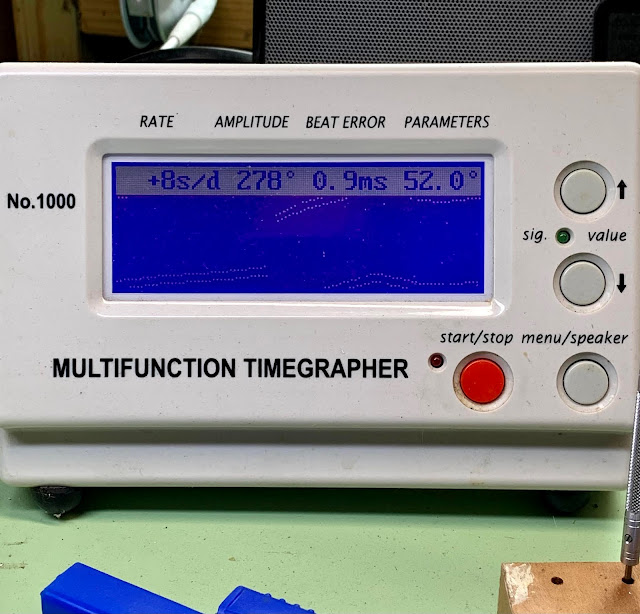 RATE AMPLITUDE BEAT ERROR PARAMETERS
+8s/d 278° 0.9ms 52.0°
No.1000
↑
sig. value
↓
start/stop menu/speaker
MULTIFUNCTION TIMEGRAPHER